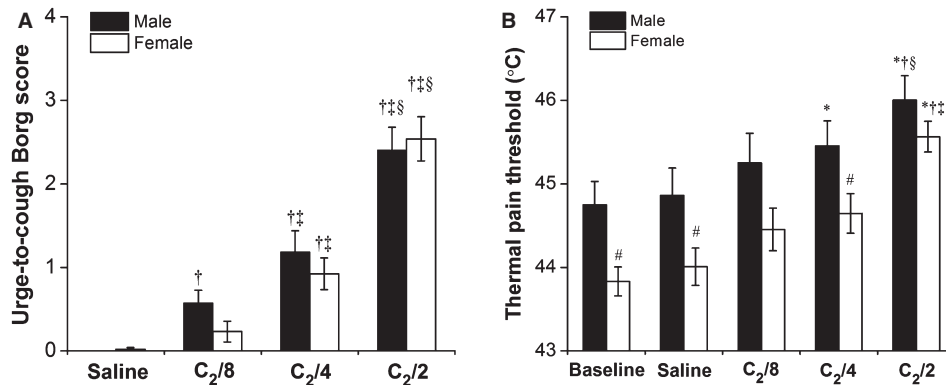 A
Urge-to-cough Borg score
4
3
2
1
0
Male
Female
†
†‡
†‡
†‡§
†‡§
Saline
C2/8
C2/4
C2/2
B
Thermal pain threshold (°C)
47
46
45
44
43
Male
Female
#
#
*
#
*†§
*†‡
Baseline
Saline
C2/8
C2/4
C2/2